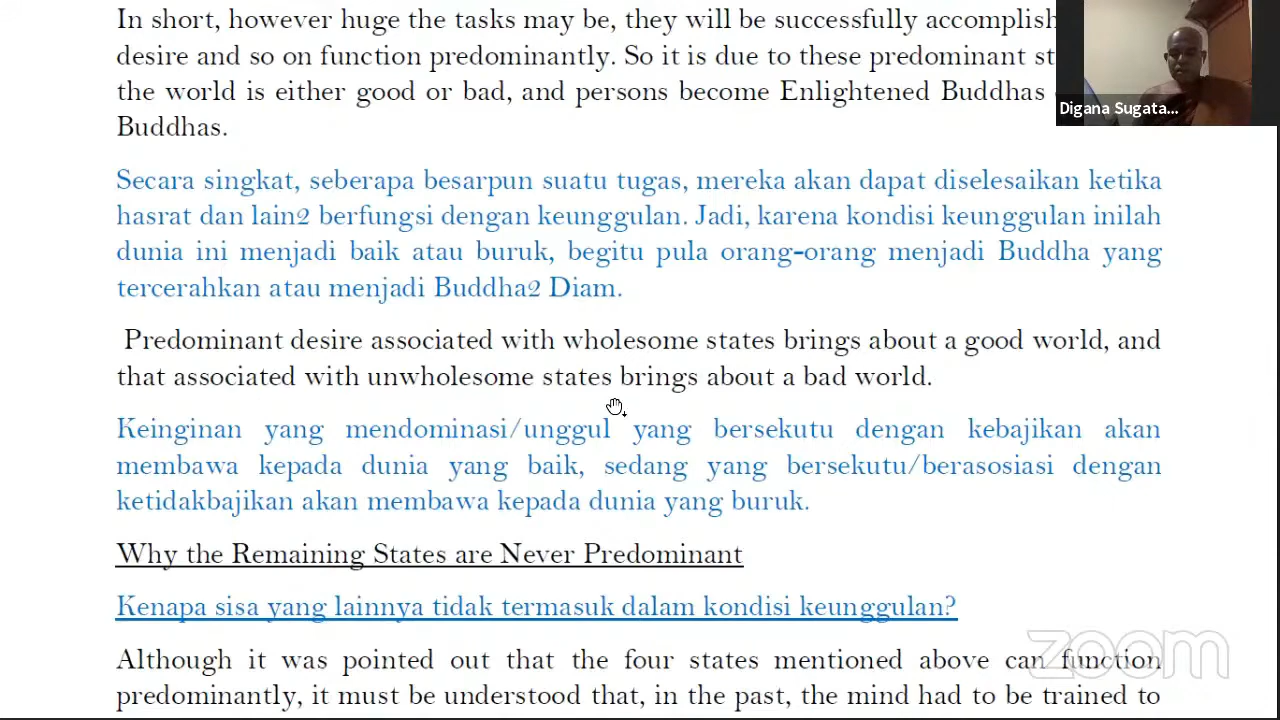 In short, however huge the tasks may be, they will be successfully accomplish
desire and so on function predominantly. So it is due to these predominant st
the world is either good or bad, and persons become Enlightened Buddhas
Buddhas.
Digana Sugata...
Secara singkat, seberapa besarpun suatu tugas, mereka akan dapat diselesaikan ketika
hasrat dan lain2 berfungsi dengan keunggulan. Jadi, karena kondisi keunggulan inilah
dunia ini menjadi baik atau buruk, begitu pula orang-orang menjadi Buddha yang
tercerahkan atau menjadi Buddha2 Diam.
Predominant desire associated with wholesome states brings about a good world, and
that associated with unwholesome states brings about a bad world.
Keinginan yang mendominasi/unggul yang bersekutu dengan kebajikan akan
membawa kepada dunia yang baik, sedang yang bersekutu/berasosiasi dengan
ketidakbajikan akan membawa kepada dunia yang buruk.
Why the Remaining States are Never Predominant
Kenapa sisa yang lainnya tidak termasuk dalam kondisi keunggulan?
Although it was pointed out that the four states mentioned above can function
predominantly, it must be understood that, in the past, the mind had to be trained to
zoom